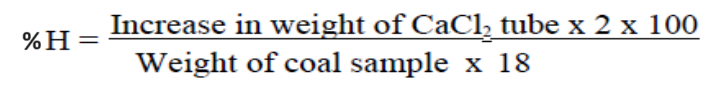 %H = Increase in weight of CaCl₂ tube x 2 x 100
Weight of coal sample x 18